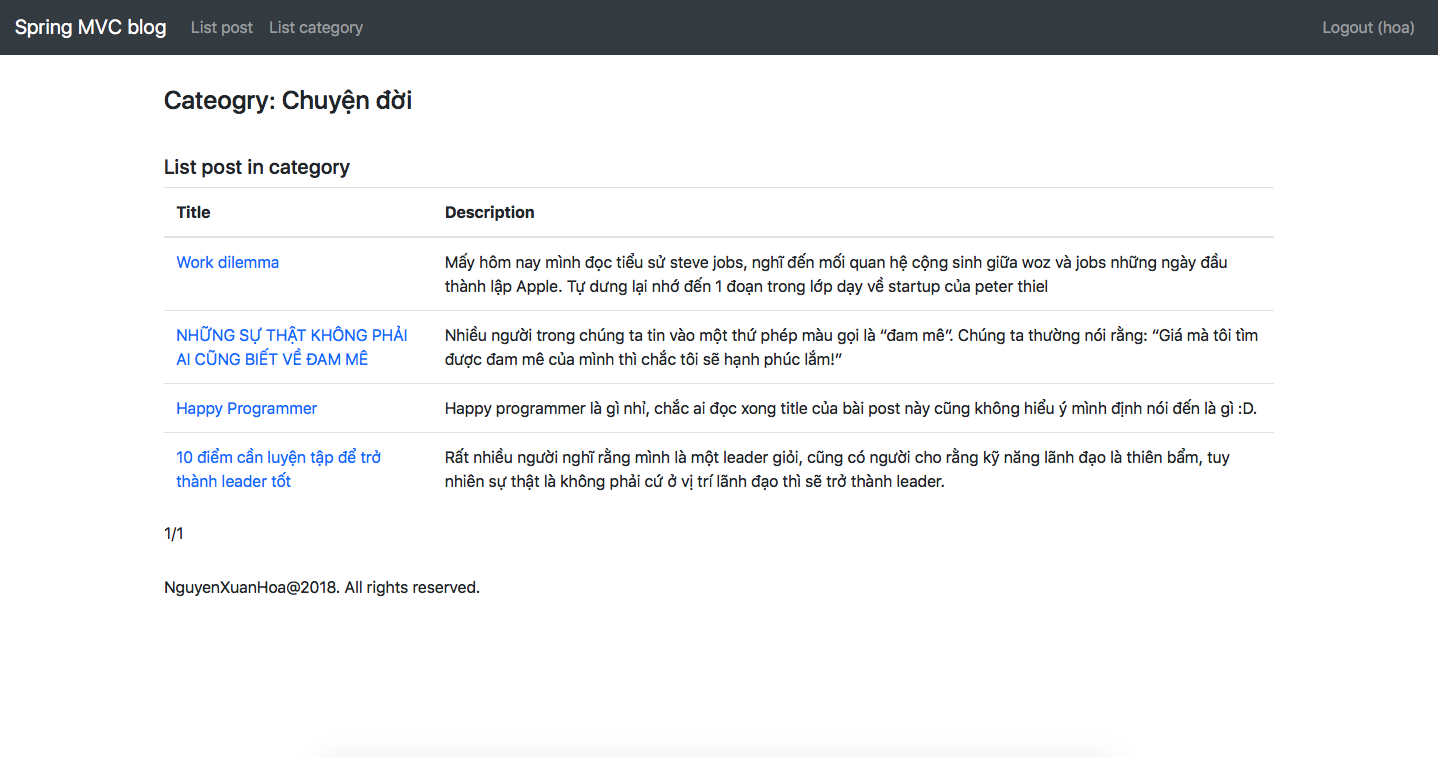 Spring MVC blog List post List category Logout (hoa)
Cateogry: Chuyện đời
List post in category
Title Description
Work dilemma
Mấy hôm nay mình đọc tiểu sử steve jobs, nghĩ đến mối quan hệ cộng sinh giữa woz và jobs những ngày đầu
thành lập Apple. Tự dưng lại nhớ đến 1 đoạn trong lớp dạy về startup của peter thiel
NHỮNG SỰ THẬT KHÔNG PHẢI
AI CŨNG BIẾT VỀ ĐAM MÊ
Nhiều người trong chúng ta tin vào một thứ phép màu gọi là “đam mê”. Chúng ta thường nói rằng: “Giá mà tôi tìm
được đam mê của mình thì chắc tôi sẽ hạnh phúc lắm!”
Happy Programmer
Happy programmer là gì nhỉ, chắc ai đọc xong title của bài post này cũng không hiểu ý mình định nói đến là gì :D.
10 điểm cần luyện tập để trở
thành leader tốt
Rất nhiều người nghĩ rằng mình là một leader giỏi, cũng có người cho rằng kỹ năng lãnh đạo là thiên bẩm, tuy
nhiên sự thật là không phải cứ ở vị trí lãnh đạo thì sẽ trở thành leader.
1/1
NguyenXuanHoa@2018. All rights reserved.